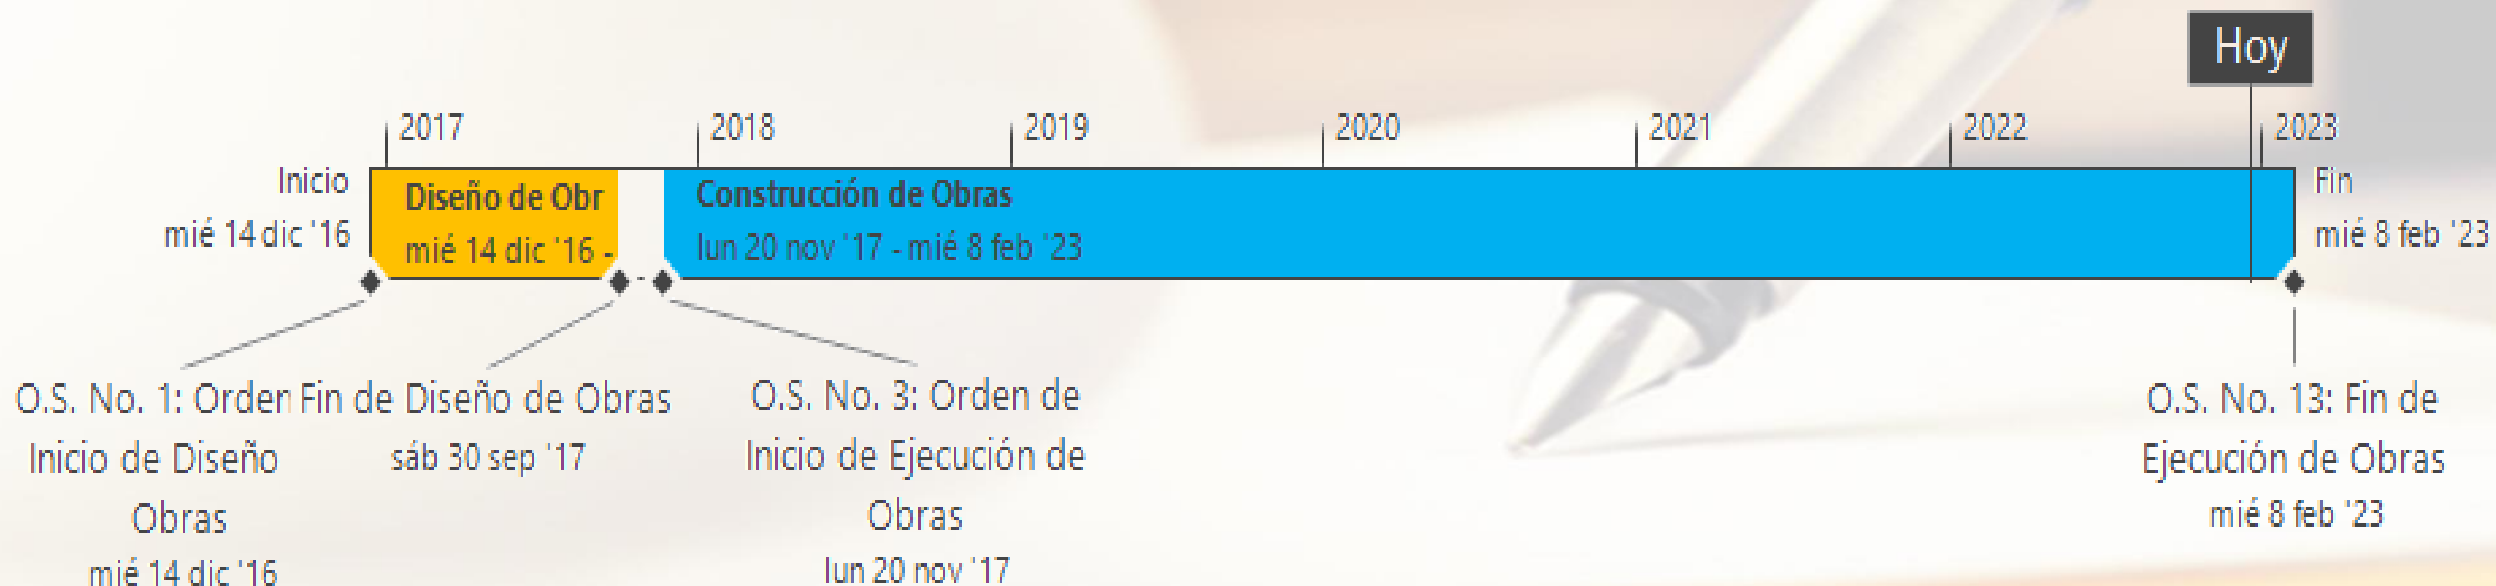 Hoy
2017
2018
2019
2020
2021
2022
2023
Inicio
mié 14 dic '16
Diseño de Obr
mié 14 dic '16 -
Construcción de Obras
lun 20 nov '17 - mié 8 feb '23
Fin
mié 8 feb '23
O.S. No. 1: Orden
Inicio de Diseño
Obras
mié 14 dic '16
Fin de Diseño de Obras
sáb 30 sep '17
O.S. No. 3: Orden de
Inicio de Ejecución de
Obras
lun 20 nov '17
O.S. No. 13: Fin de
Ejecución de Obras
mié 8 feb '23